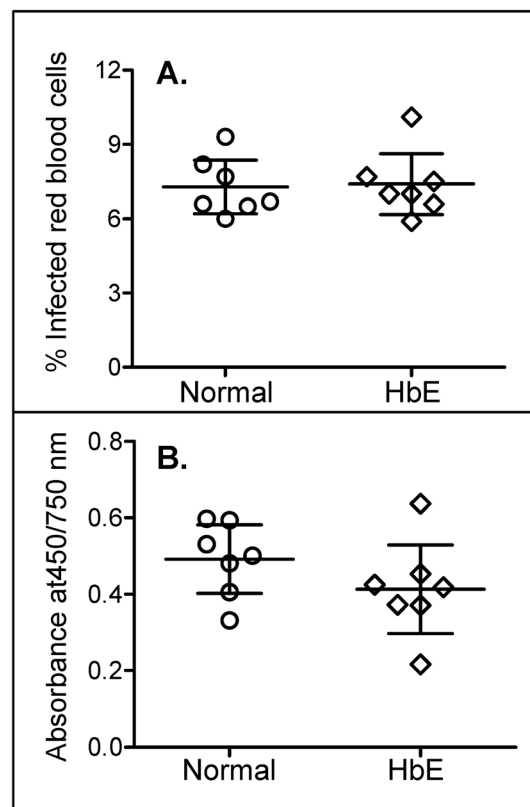 A.
% Infected red blood cells
12
9
6
3
0
Normal HbE
B.
Absorbance at450/750 nm
0.8
0.6
0.4
0.2
0.0
Normal HbE